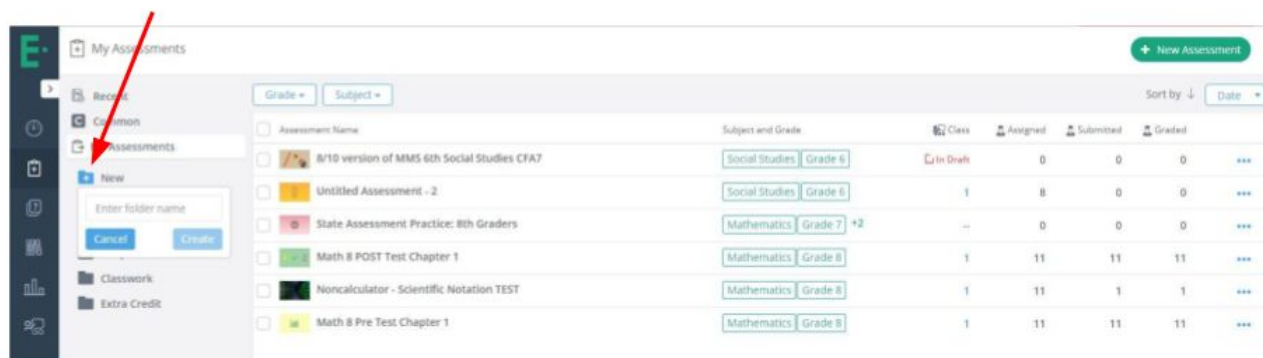 E
My Assessments
+ New Assessment
Recent
Grade
Subject
Sort by ↓ Date
Common
Assessment Name Subject and Grade Class Assigned Submitted Graded
Assessments
8/10 version of MMS 6th Social Studies CFA7 Social Studies Grade 6 In Draft 0 0 0
New
Untitled Assessment - 2 Social Studies Grade 6 1 8 0 0
Enter folder name
State Assessment Practice: 8th Graders Mathematics Grade 7 +2 -- 0 0 0
Cancel Create
Math 8 POST Test Chapter 1 Mathematics Grade 8 1 11 11 11
Classwork
Noncalculator - Scientific Notation TEST Mathematics Grade 8 1 11 1 1
Extra Credit
Math 8 Pre Test Chapter 1 Mathematics Grade 8 1 11 11 11